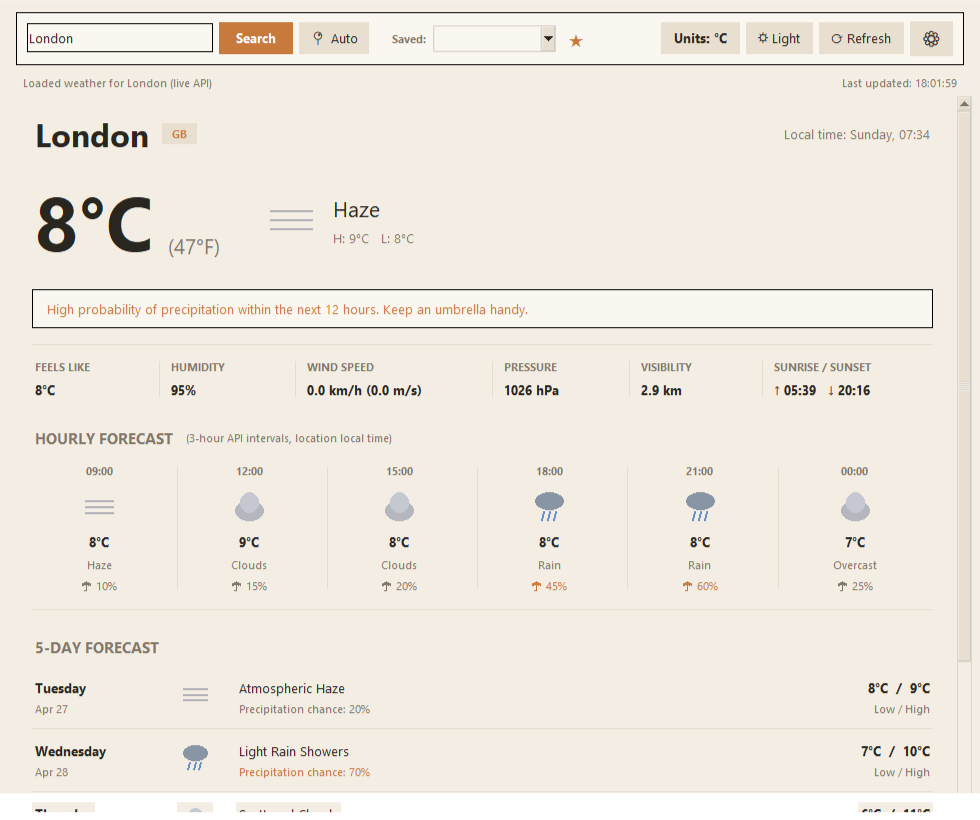 London Search Auto Saved: Units: °C Light Refresh
Loaded weather for London (live API) Last updated: 18:01:59
London GB Local time: Sunday, 07:34
8°C (47°F)
Haze
H: 9°C L: 8°C
High probability of precipitation within the next 12 hours. Keep an umbrella handy.
FEELS LIKE HUMIDITY WIND SPEED PRESSURE VISIBILITY SUNRISE / SUNSET
8°C 95% 0.0 km/h (0.0 m/s) 1026 hPa 2.9 km ↑ 05:39 ↓ 20:16
HOURLY FORECAST (3-hour API intervals, location local time)
09:00 12:00 15:00 18:00 21:00 00:00
8°C 9°C 8°C 8°C 8°C 7°C
Haze Clouds Clouds Rain Rain Overcast
10% 15% 20% 45% 60% 25%
5-DAY FORECAST
Tuesday Atmospheric Haze 8°C / 9°C
Apr 27 Precipitation chance: 20% Low / High
Wednesday Light Rain Showers 7°C / 10°C
Apr 28 Precipitation chance: 70% Low / High